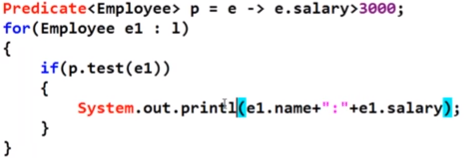 Predicate<Employee> p = e -> e.salary>3000;
for(Employee e1 : l)
{
if(p.test(e1))
{
System.out.printl(e1.name+":"+e1.salary);
}
}